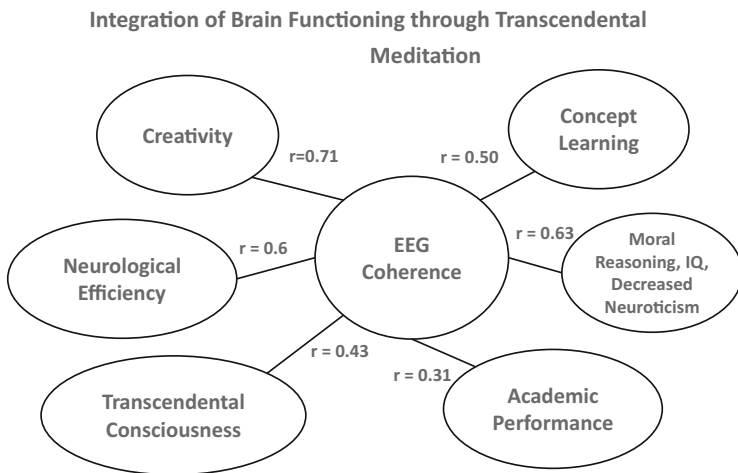 Integration of Brain Functioning through Transcendental
Meditation
Creativity
r=0.71
Concept
Learning
r = 0.50
Neurological
Efficiency
r = 0.6
EEG
Coherence
r = 0.63
Moral
Reasoning, IQ,
Decreased
Neuroticism
Transcendental
Consciousness
r = 0.43
r = 0.31
Academic
Performance